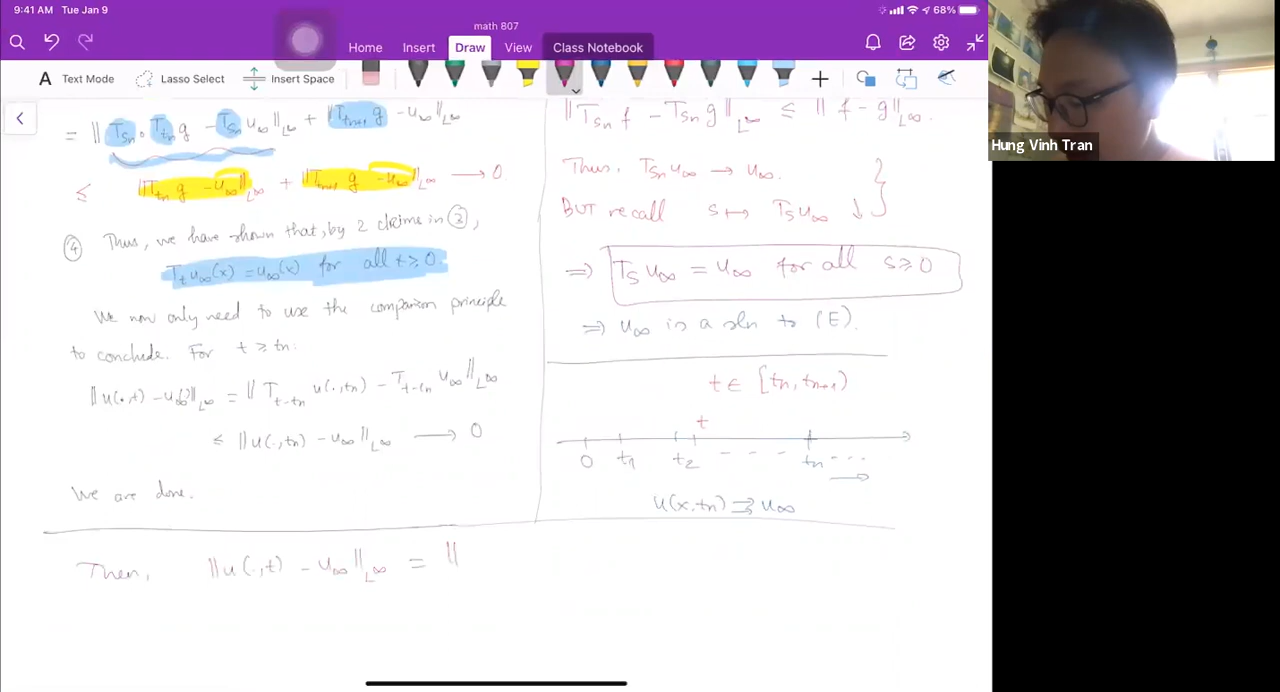 9:41 AM Tue Jan 9
68%
math 807
Home Insert Draw View Class Notebook
Text Mode Lasso Select Insert Space
Hung Vinh Tran
= || T_{s_n} ∘ T_{t_n} g − T_{s_n} u_∞ ||_{L^∞} + || T_{t_{n+1}} g − u_∞ ||_{L^∞}
≤ || T_{t_n} g − u_∞ ||_{L^∞} + || T_{t_{n+1}} g − u_∞ ||_{L^∞} → 0
④ Thus, we have shown that, by 2 claims in ③,
T_t u_∞(x) = u_∞(x) for all t ≥ 0.
We now only need to use the comparison principle
to conclude. For t ≥ t_n:
|| u(·,t) − u_∞ ||_{L^∞} = || T_{t−t_n} u(·,t_n) − T_{t−t_n} u_∞ ||_{L^∞}
≤ || u(·,t_n) − u_∞ ||_{L^∞} → 0
We are done.
|| T_{s_n} f − T_{s_n} g ||_{L^∞} ≤ || f − g ||_{L^∞}.
Thus, T_{s_n} u_∞ → u_∞.
BUT recall s ↦ T_s u_∞ ↓ }
⇒ T_s u_∞ = u_∞ for all s ≥ 0
⇒ u_∞ is a sln to (E).
t ∈ [t_n, t_{n+1})
t
0 t_1 t_2 - - - - t_n - - -
u(x,t_n) ⇉ u_∞
Then, || u(·,t) − u_∞ ||_{L^∞} = ||